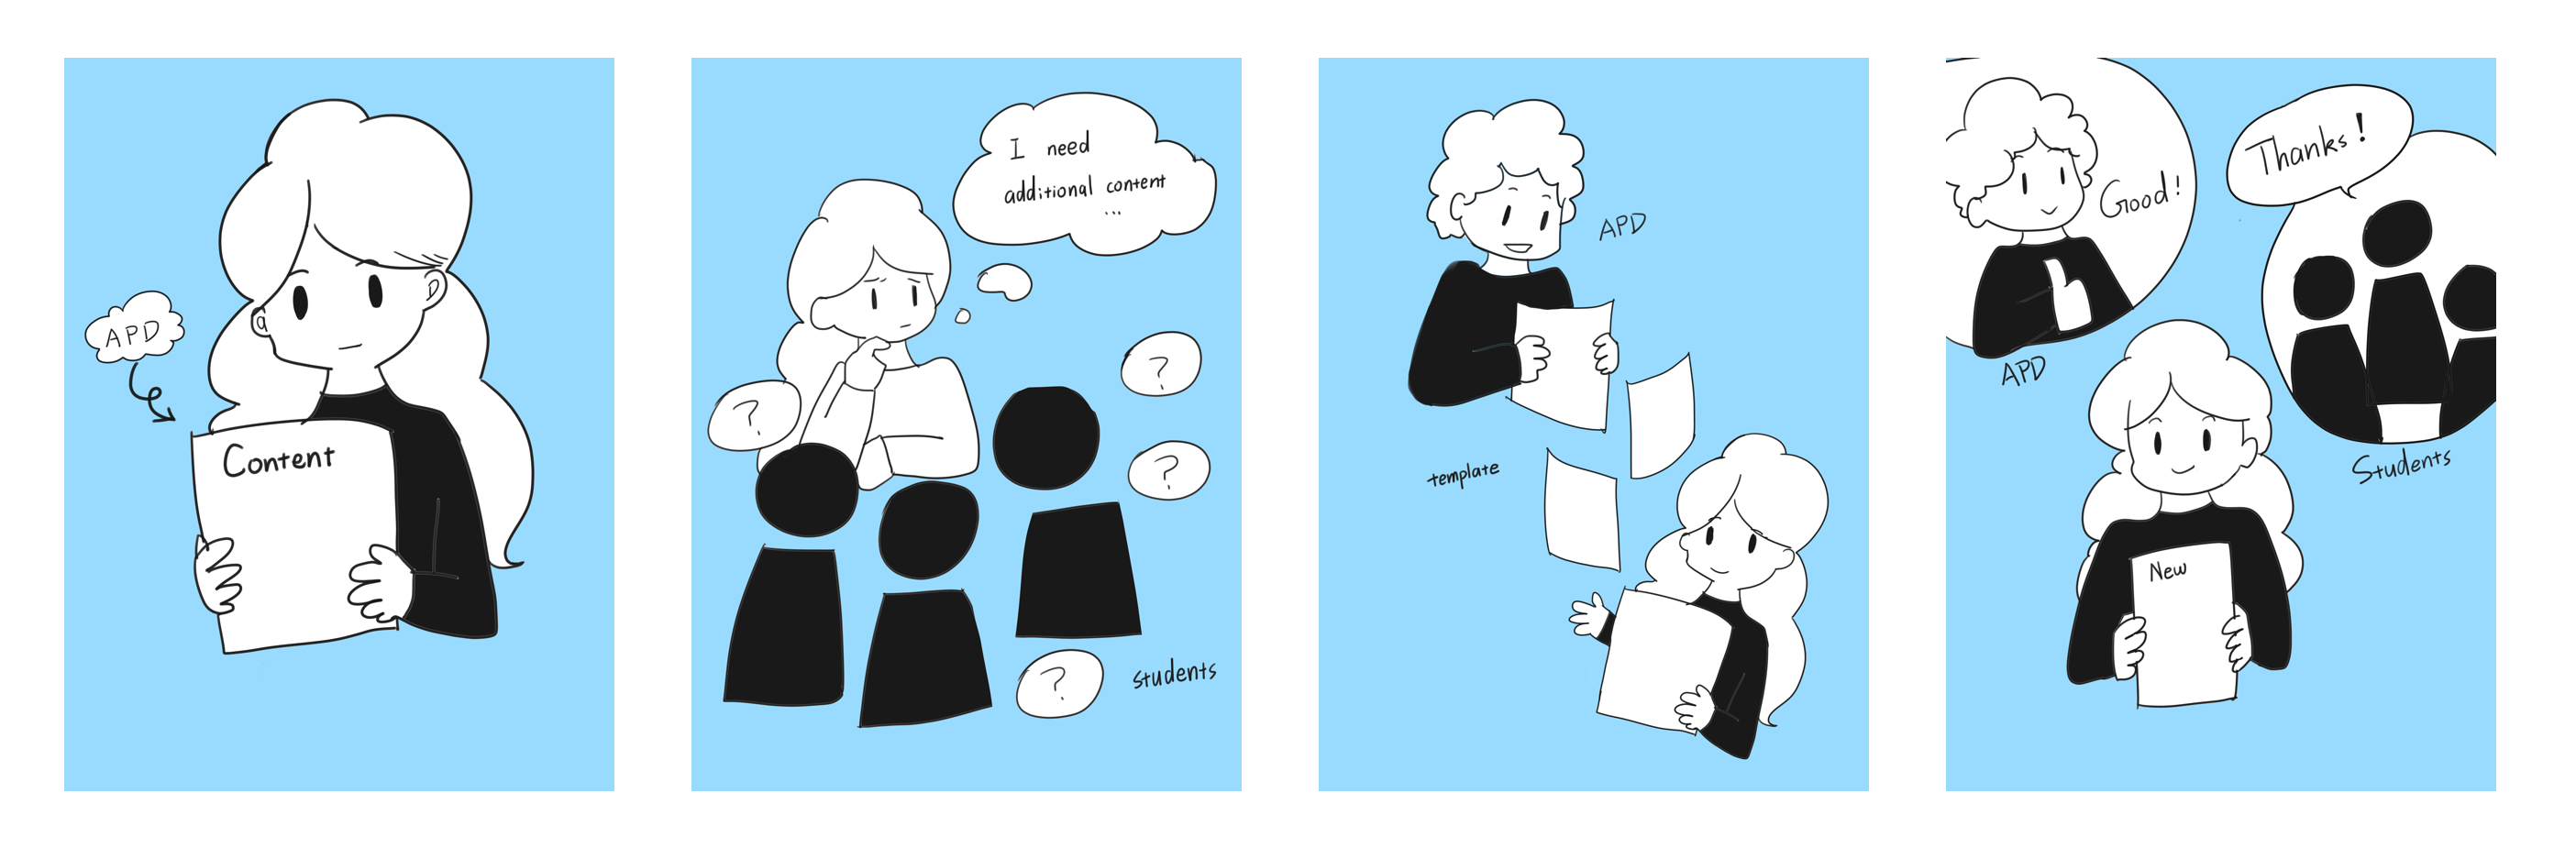 APD
Content
I need
additional content
...
?
?
?
?
students
APD
template
Good!
APD
Thanks!
Students
New